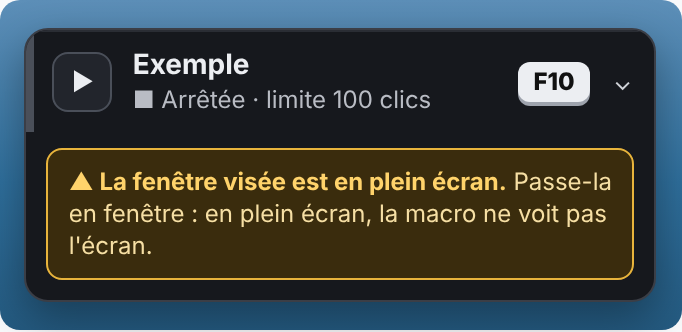 Exemple
Arrêtée · limite 100 clics
F10
La fenêtre visée est en plein écran. Passe-la
en fenêtre : en plein écran, la macro ne voit pas
l'écran.